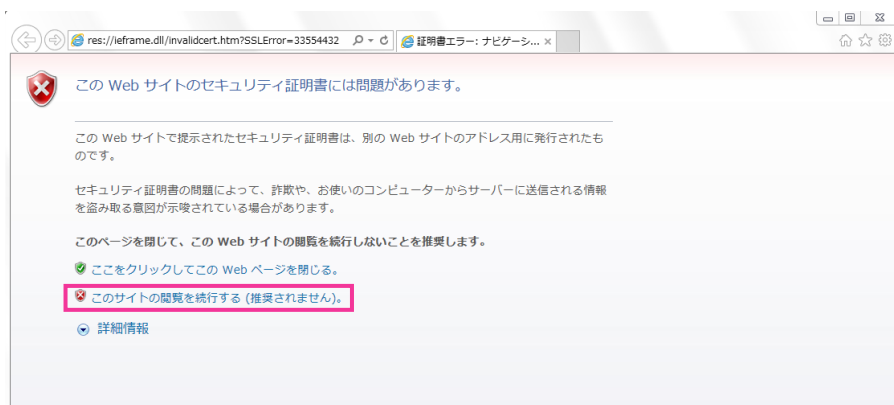 res://ieframe.dll/invalidcert.htm?SSLError=33554432
証明書エラー: ナビゲーシ...
この Web サイトのセキュリティ証明書には問題があります。
この Web サイトで提示されたセキュリティ証明書は、別の Web サイトのアドレス用に発行されたも
のです。
セキュリティ証明書の問題によって、詐欺や、お使いのコンピューターからサーバーに送信される情報
を盗み取る意図が示唆されている場合があります。
このページを閉じて、この Web サイトの閲覧を続行しないことを推奨します。
ここをクリックしてこの Web ページを閉じる。
このサイトの閲覧を続行する (推奨されません)。
詳細情報